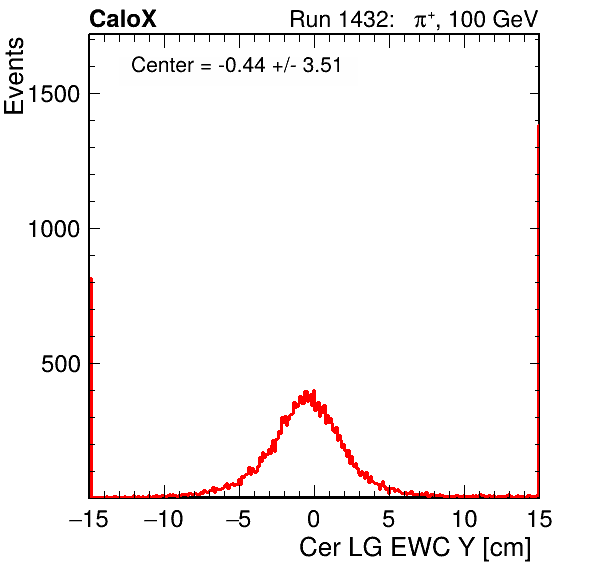 CaloX Run 1432: π⁺, 100 GeV
Center = -0.44 +/- 3.51
Events
1500
1000
500
−15 −10 −5 0 5 10 15
Cer LG EWC Y [cm]